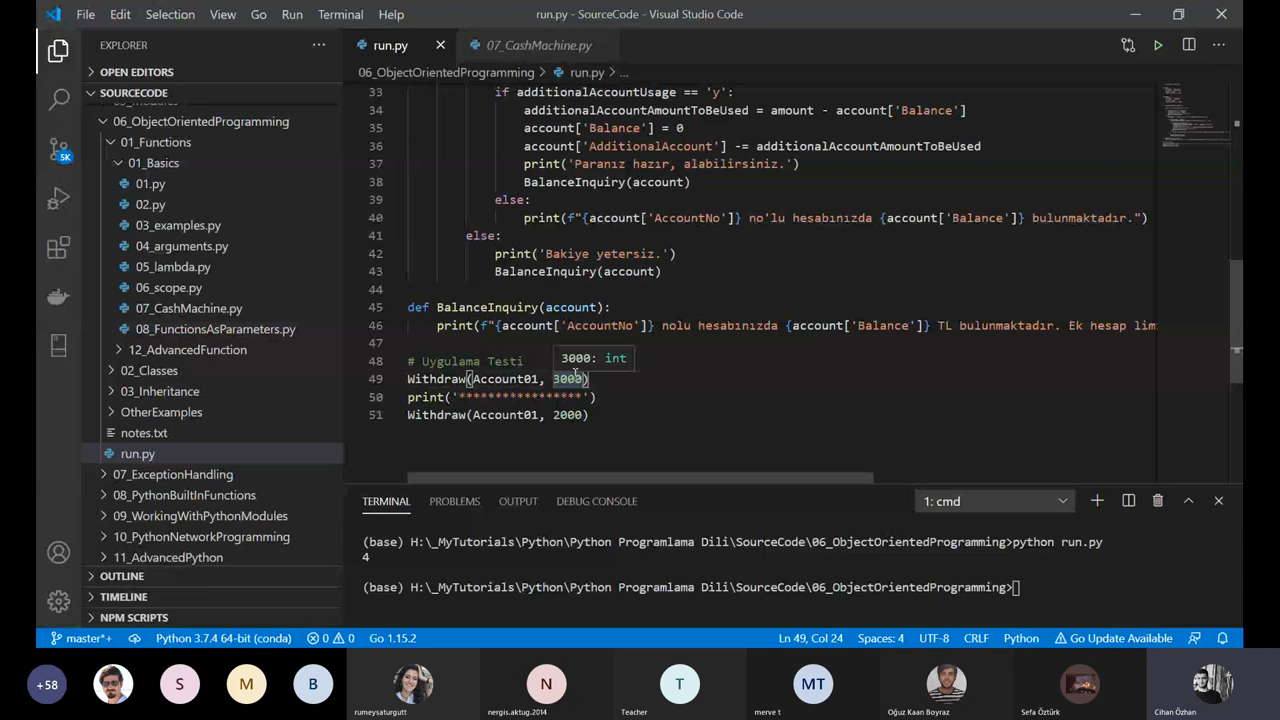 File Edit Selection View Go Run Terminal Help
run.py - SourceCode - Visual Studio Code
EXPLORER
OPEN EDITORS
SOURCECODE
06_ObjectOrientedProgramming
01_Functions
01_Basics
01.py
02.py
03_examples.py
04_arguments.py
05_lambda.py
06_scope.py
07_CashMachine.py
08_FunctionsAsParameters.py
12_AdvancedFunction
02_Classes
03_Inheritance
OtherExamples
notes.txt
run.py
07_ExceptionHandling
08_PythonBuiltInFunctions
09_WorkingWithPythonModules
10_PythonNetworkProgramming
11_AdvancedPython
OUTLINE
TIMELINE
NPM SCRIPTS
5K
run.py
07_CashMachine.py
06_ObjectOrientedProgramming > run.py > ...
33 if additionalAccountUsage == 'y':
34 additionalAccountAmountToBeUsed = amount - account['Balance']
35 account['Balance'] = 0
36 account['AdditionalAccount'] -= additionalAccountAmountToBeUsed
37 print('Paranız hazır, alabilirsiniz.')
38 BalanceInquiry(account)
39 else:
40 print(f"{account['AccountNo']} no'lu hesabınızda {account['Balance']} bulunmaktadır.")
41 else:
42 print('Bakiye yetersiz.')
43 BalanceInquiry(account)
44
45 def BalanceInquiry(account):
46 print(f"{account['AccountNo']} nolu hesabınızda {account['Balance']} TL bulunmaktadır. Ek hesap lim
47
48 # Uygulama Testi
3000: int
49 Withdraw(Account01, 3000)
50 print('*****************')
51 Withdraw(Account01, 2000)
TERMINAL PROBLEMS OUTPUT DEBUG CONSOLE
1: cmd
(base) H:\_MyTutorials\Python\Python Programlama Dili\SourceCode\06_ObjectOrientedProgramming>python run.py
4
(base) H:\_MyTutorials\Python\Python Programlama Dili\SourceCode\06_ObjectOrientedProgramming>
master*+ Python 3.7.4 64-bit (conda) 0 0 Go 1.15.2
Ln 49, Col 24 Spaces: 4 UTF-8 CRLF Python Go Update Available
+58 S M B N T MT
rumeysaturgutt nergis.aktug.2014 Teacher merve t Oğuz Kaan Boyraz Sefa Öztürk Cihan Özhan